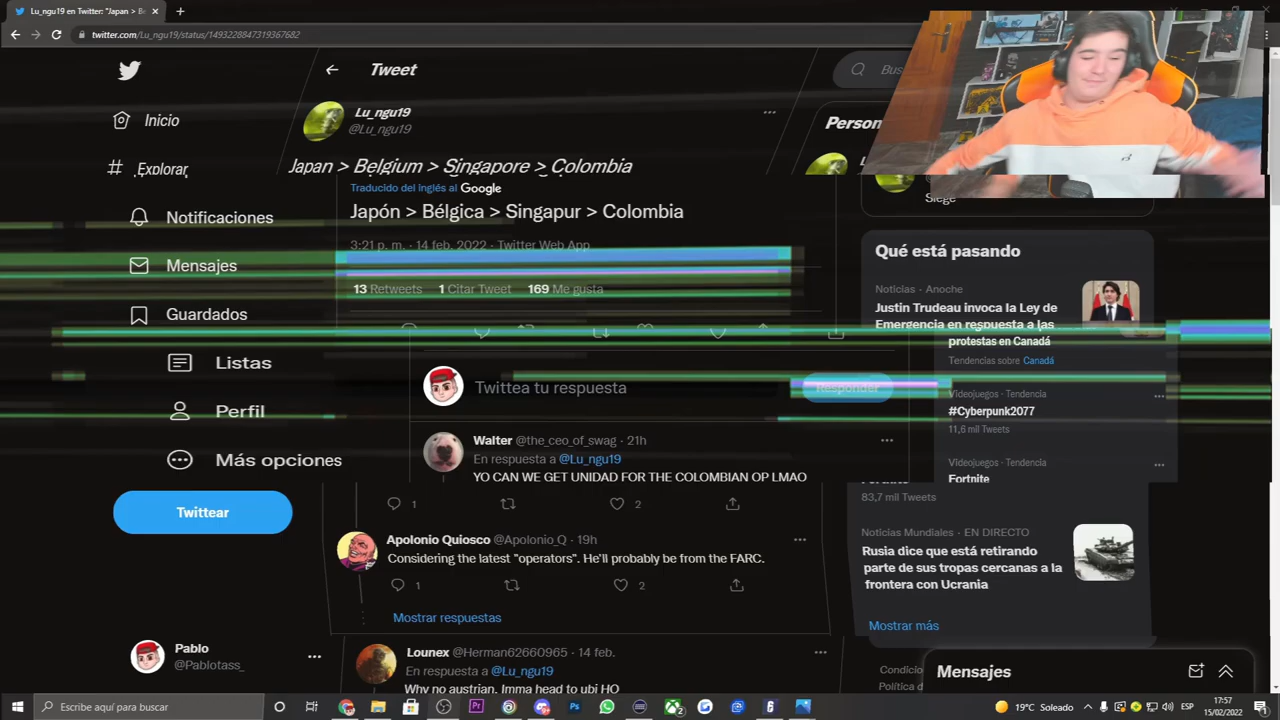 Lu_ngu19 en Twitter: "Japón > Bé
twitter.com/Lu_ngu19/status/1493228847319367682
Inicio
Explorar
Notificaciones
Mensajes
Guardados
Listas
Perfil
Más opciones
Twittear
Pablo
@Pablotass_
Tweet
Lu_ngu19
@Lu_ngu19
Japan > Belgium > Singapore > Colombia
Traducido del inglés al Google
Japón > Bélgica > Singapur > Colombia
3:21 p. m. · 14 feb. 2022 · Twitter Web App
13 Retweets 1 Citar Tweet 169 Me gusta
Twittea tu respuesta
Responder
Walter @the_ceo_of_swag · 21h
En respuesta a @Lu_ngu19
YO CAN WE GET UNIDAD FOR THE COLOMBIAN OP LMAO
1 2
Apolonio Quiosco @Apolonio_Q · 19h
Considering the latest "operators". He'll probably be from the FARC.
1 2
Mostrar respuestas
Lounex @Herman62660965 · 14 feb.
En respuesta a @Lu_ngu19
Why no austrian. Imma head to ubi HQ
Bus
Person
Siege
Qué está pasando
Noticias · Anoche
Justin Trudeau invoca la Ley de
Emergencia en respuesta a las
protestas en Canadá
Tendencias sobre Canadá
Videojuegos · Tendencia
#Cyberpunk2077
11,6 mil Tweets
Videojuegos · Tendencia
Fortnite
83,7 mil Tweets
Noticias Mundiales · EN DIRECTO
Rusia dice que está retirando
parte de sus tropas cercanas a la
frontera con Ucrania
Mostrar más
Condicio
Política d
Mensajes
Escribe aquí para buscar
19°C Soleado
ESP
17:57
15/02/2022